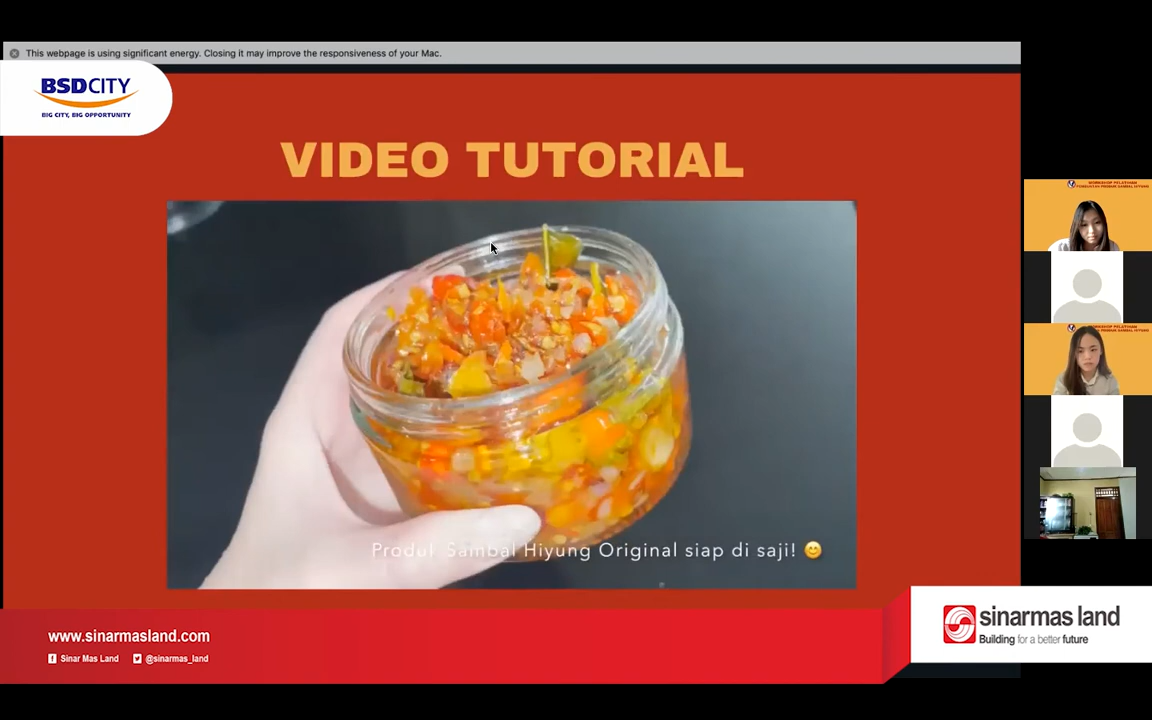 This webpage is using significant energy. Closing it may improve the responsiveness of your Mac.
BSDCITY
BIG CITY, BIG OPPORTUNITY
VIDEO TUTORIAL
WORKSHOP PELATIHAN
Sambal Hiyung Original siap di saji! 😊
www.sinarmasland.com
Sinar Mas Land @sinarmas_land
sinarmas land
Building for a better future